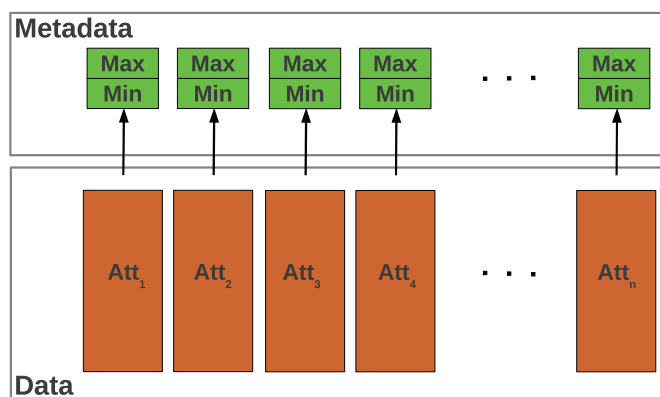 Metadata
Max Max Max Max . . . Max
Min Min Min Min Min
Att1 Att2 Att3 Att4 . . . Attn
Data